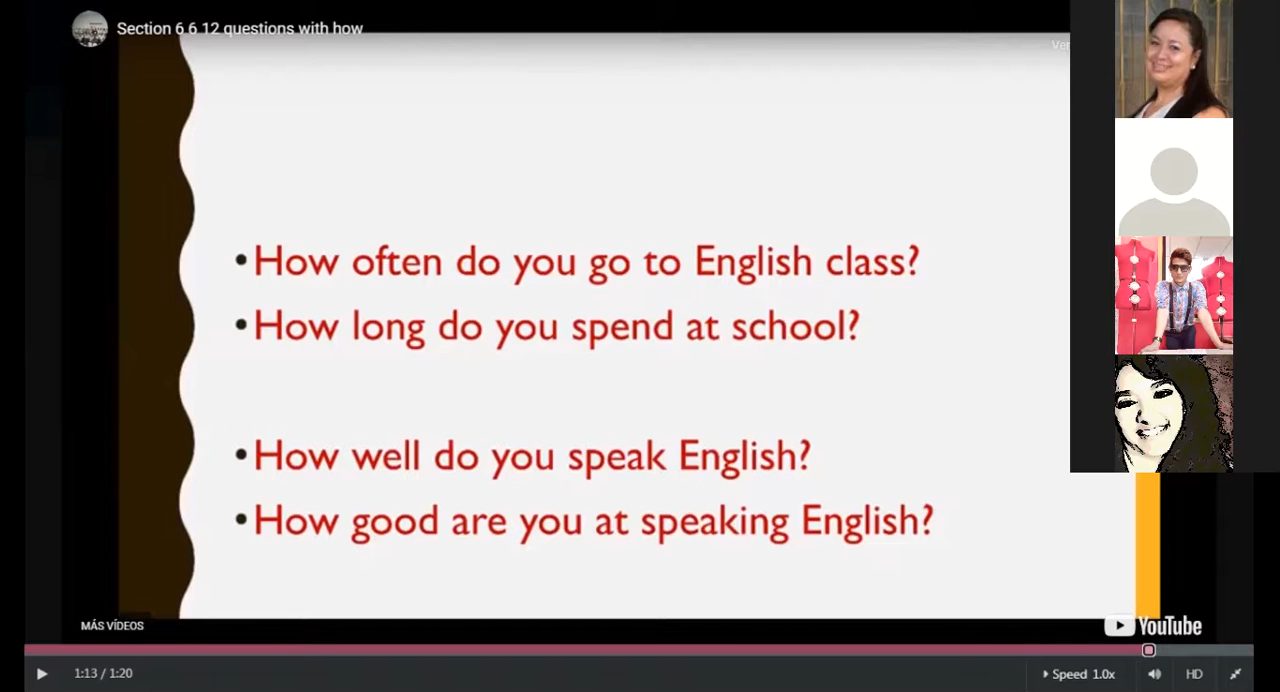 Section 6 6 12 questions with how
Ver
•How often do you go to English class?
•How long do you spend at school?
•How well do you speak English?
•How good are you at speaking English?
MÁS VÍDEOS
YouTube
1:13 / 1:20
Speed 1.0x
HD